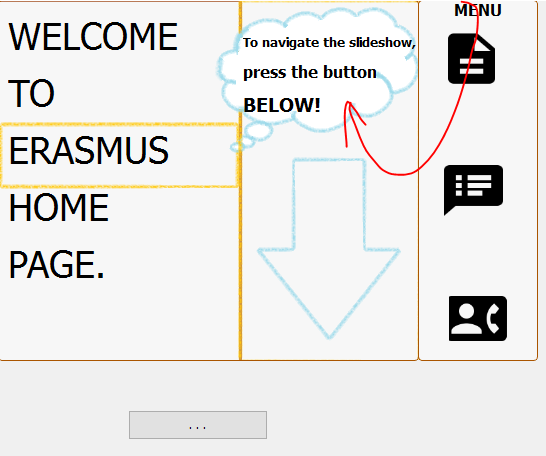 WELCOME
TO
ERASMUS
HOME
PAGE.
To navigate the slideshow,
press the button
BELOW!
MENU
...